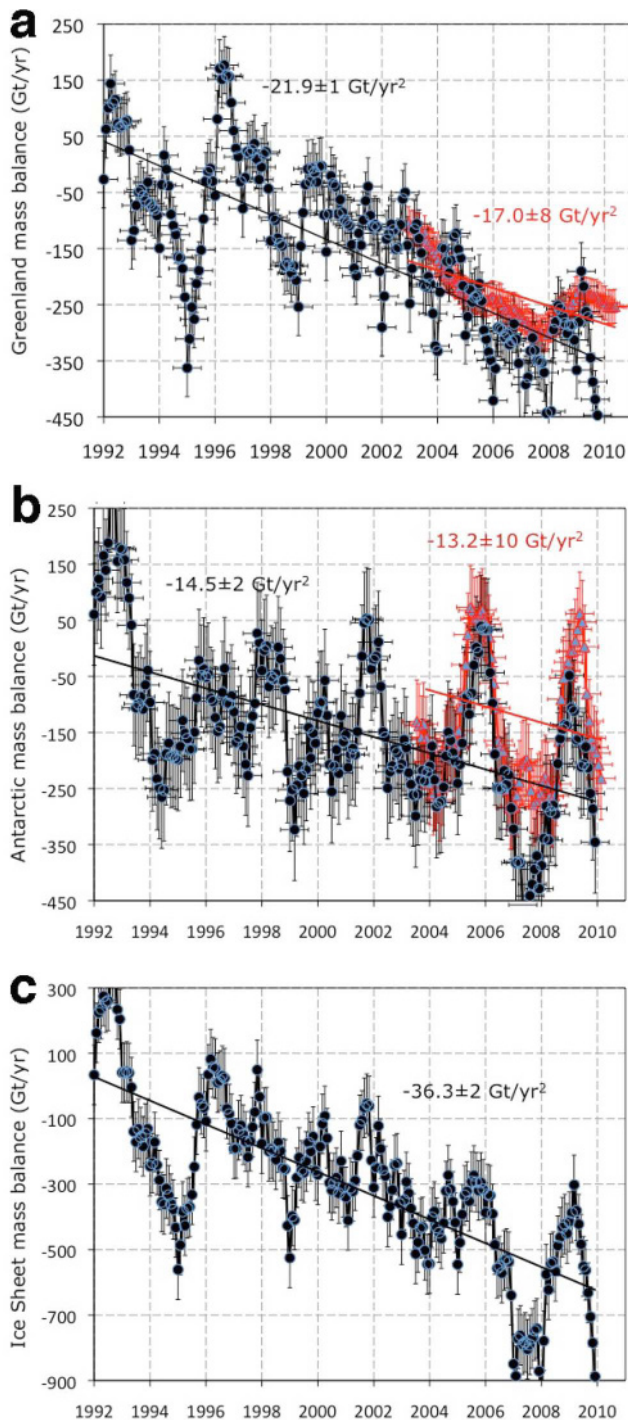 a
Greenland mass balance (Gt/yr)
250
150
50
-50
-150
-250
-350
-450
-21.9±1 Gt/yr²
-17.0±8 Gt/yr²
1992 1994 1996 1998 2000 2002 2004 2006 2008 2010
b
Antarctic mass balance (Gt/yr)
250
150
50
-50
-150
-250
-350
-450
-14.5±2 Gt/yr²
-13.2±10 Gt/yr²
1992 1994 1996 1998 2000 2002 2004 2006 2008 2010
c
Ice Sheet mass balance (Gt/yr)
300
100
-100
-300
-500
-700
-900
-36.3±2 Gt/yr²
1992 1994 1996 1998 2000 2002 2004 2006 2008 2010